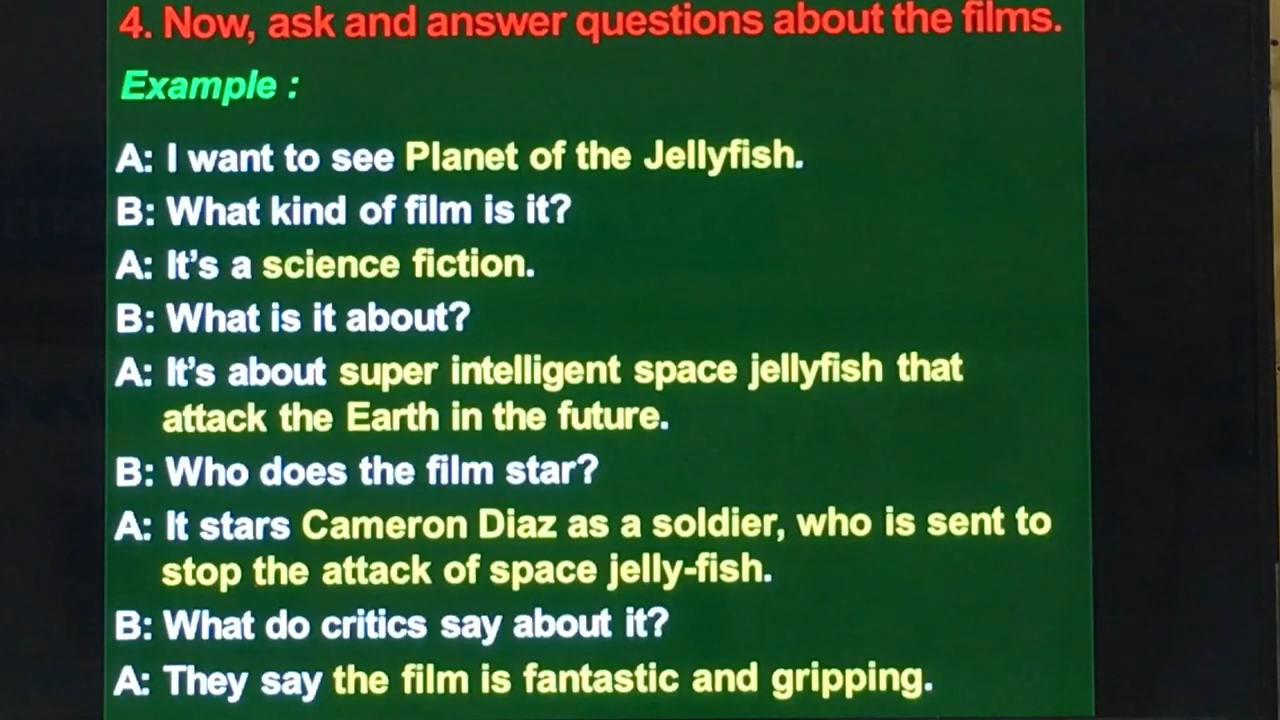 4. Now, ask and answer questions about the films.
Example :
A: I want to see Planet of the Jellyfish.
B: What kind of film is it?
A: It’s a science fiction.
B: What is it about?
A: It’s about super intelligent space jellyfish that
attack the Earth in the future.
B: Who does the film star?
A: It stars Cameron Diaz as a soldier, who is sent to
stop the attack of space jelly-fish.
B: What do critics say about it?
A: They say the film is fantastic and gripping.